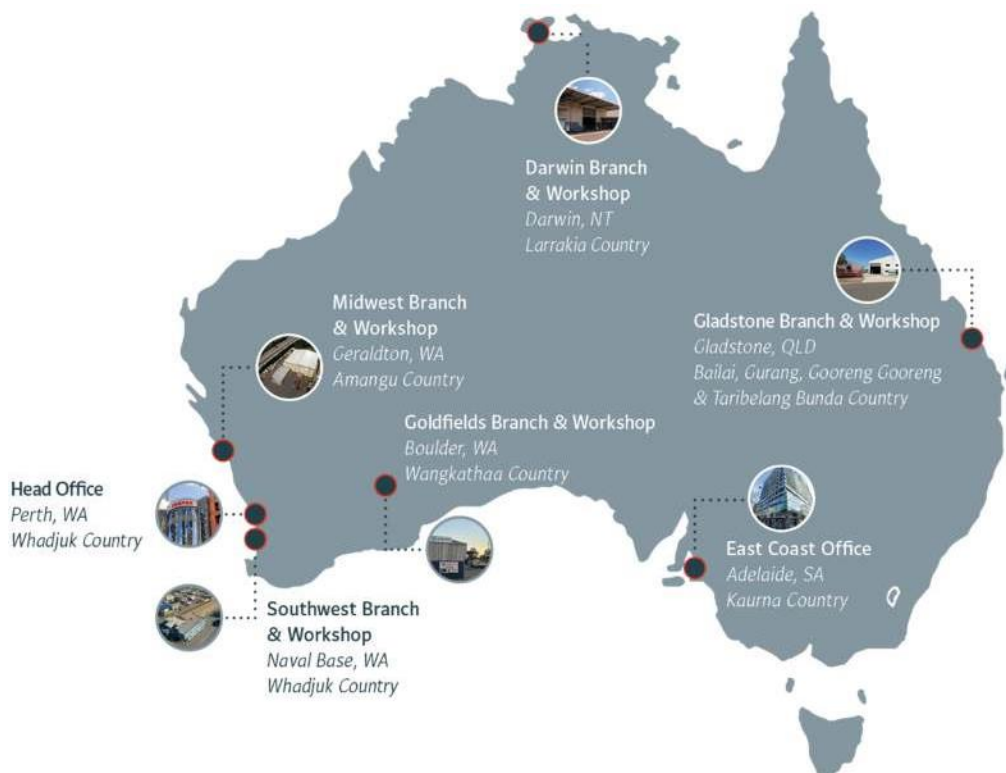 Darwin Branch
& Workshop
Darwin, NT
Larrakia Country
Midwest Branch
& Workshop
Geraldton, WA
Amangu Country
Gladstone Branch & Workshop
Gladstone, QLD
Bailai, Gurang, Gooreng Gooreng
& Taribelang Bunda Country
Goldfields Branch & Workshop
Boulder, WA
Wangkathaa Country
Head Office
Perth, WA
Whadjuk Country
East Coast Office
Adelaide, SA
Kaurna Country
Southwest Branch
& Workshop
Naval Base, WA
Whadjuk Country